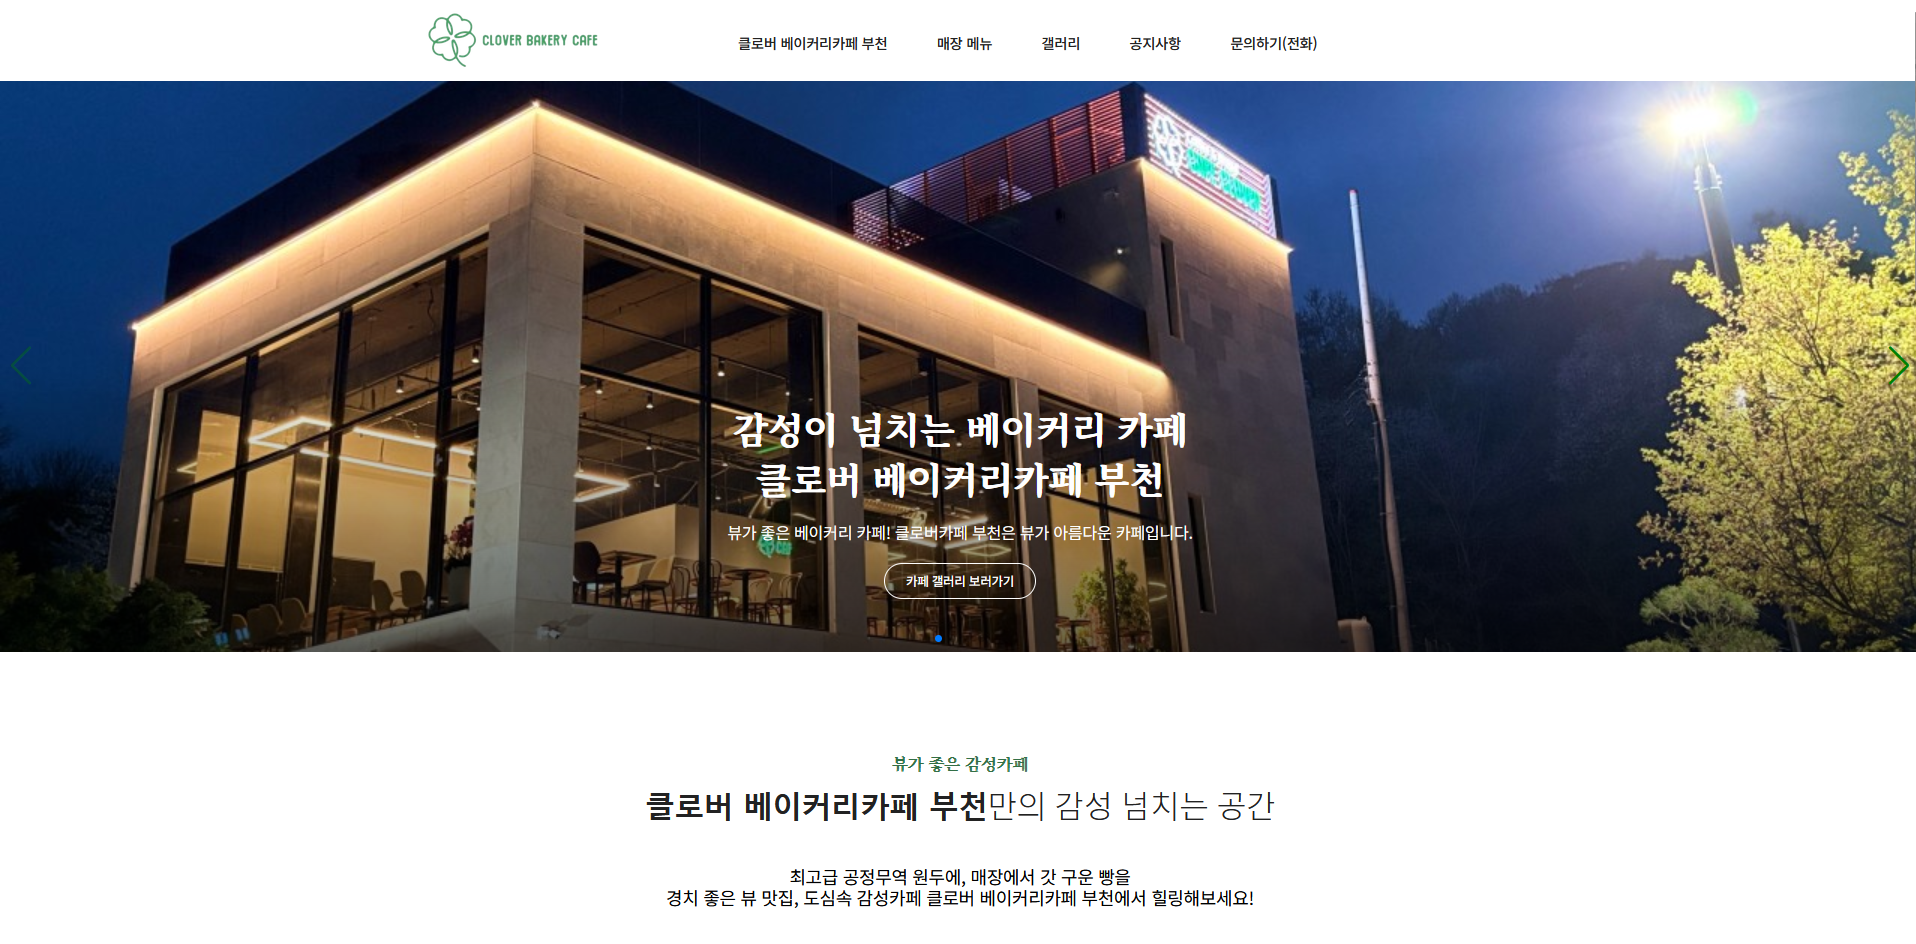 CLOVER BAKERY CAFE
클로버 베이커리카페 부천
매장 메뉴
갤러리
공지사항
문의하기(전화)
감성이 넘치는 베이커리 카페
클로버 베이커리카페 부천
뷰가 좋은 베이커리 카페! 클로버카페 부천은 뷰가 아름다운 카페입니다.
카페 갤러리 보러가기
뷰가 좋은 감성카페
클로버 베이커리카페 부천만의 감성 넘치는 공간
최고급 공정무역 원두에, 매장에서 갓 구운 빵을
경치 좋은 뷰 맛집, 도심속 감성카페 클로버 베이커리카페 부천에서 힐링해보세요!